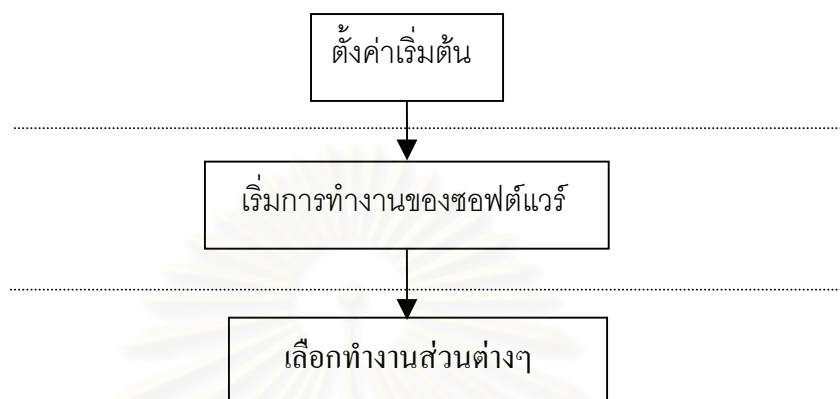 ตั้งค่าเริ่มต้น
เริ่มการทำงานของซอฟต์แวร์
เลือกทำงานส่วนต่างๆ